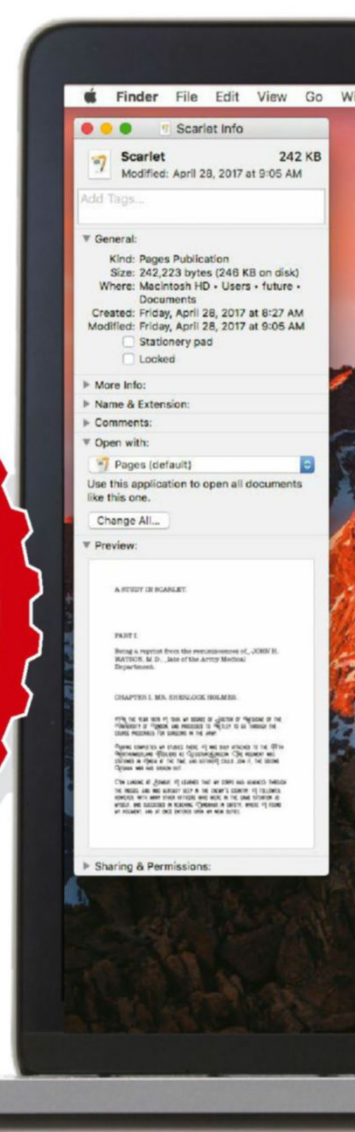 Finder File Edit View Go
Scarlet Info
Scarlet 242 KB
Modified: April 28, 2017 at 9:05 AM
Add Tags...
General:
Kind: Pages Publication
Size: 242,223 bytes (246 KB on disk)
Where: Macintosh HD • Users • future •
Documents
Created: Friday, April 28, 2017 at 8:27 AM
Modified: Friday, April 28, 2017 at 9:05 AM
Stationery pad
Locked
More Info:
Name & Extension:
Comments:
Open with:
Pages (default)
Use this application to open all documents
like this one.
Change All...
Preview:
A STUDY IN SCARLET.
PART I.
Being a reprint from the reminiscences of, JOHN H.
WATSON, M.D., late of the Army Medical
Department.
CHAPTER I. MR. SHERLOCK HOLMES.
Sharing & Permissions: